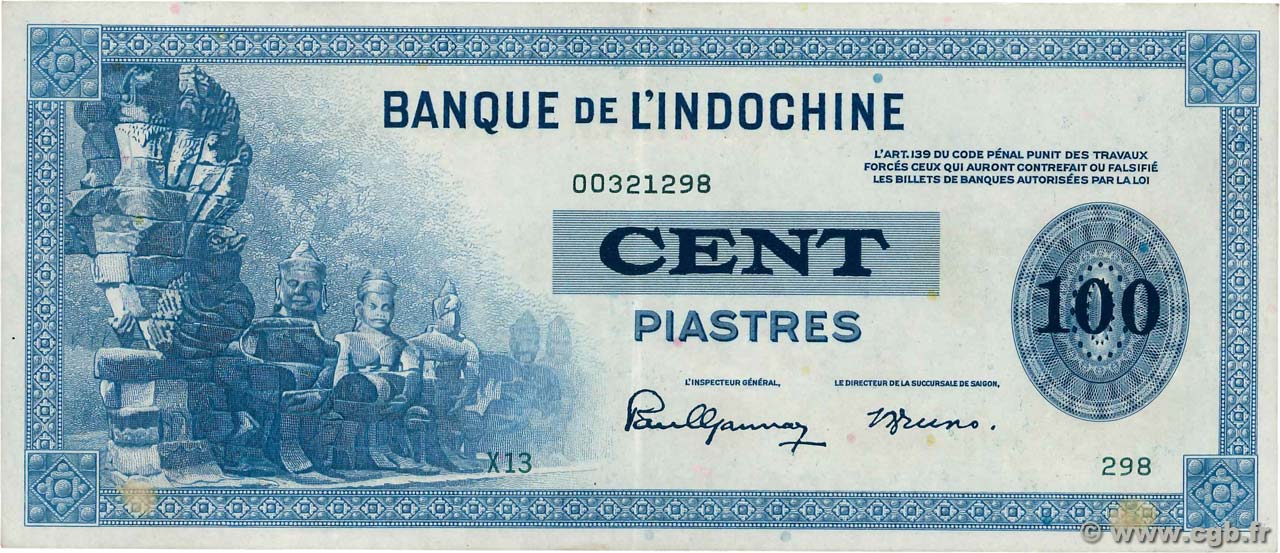 BANQUE DE L'INDOCHINE
L'ART.139 DU CODE PÉNAL PUNIT DES TRAVAUX
FORCÉS CEUX QUI AURONT CONTREFAIT OU FALSIFIÉ
LES BILLETS DE BANQUES AUTORISÉES PAR LA LOI
00321298
CENT
PIASTRES
100
L'INSPECTEUR GÉNÉRAL,
LE DIRECTEUR DE LA SUCCURSALE DE SAIGON,
X13
298
© www.cgb.fr